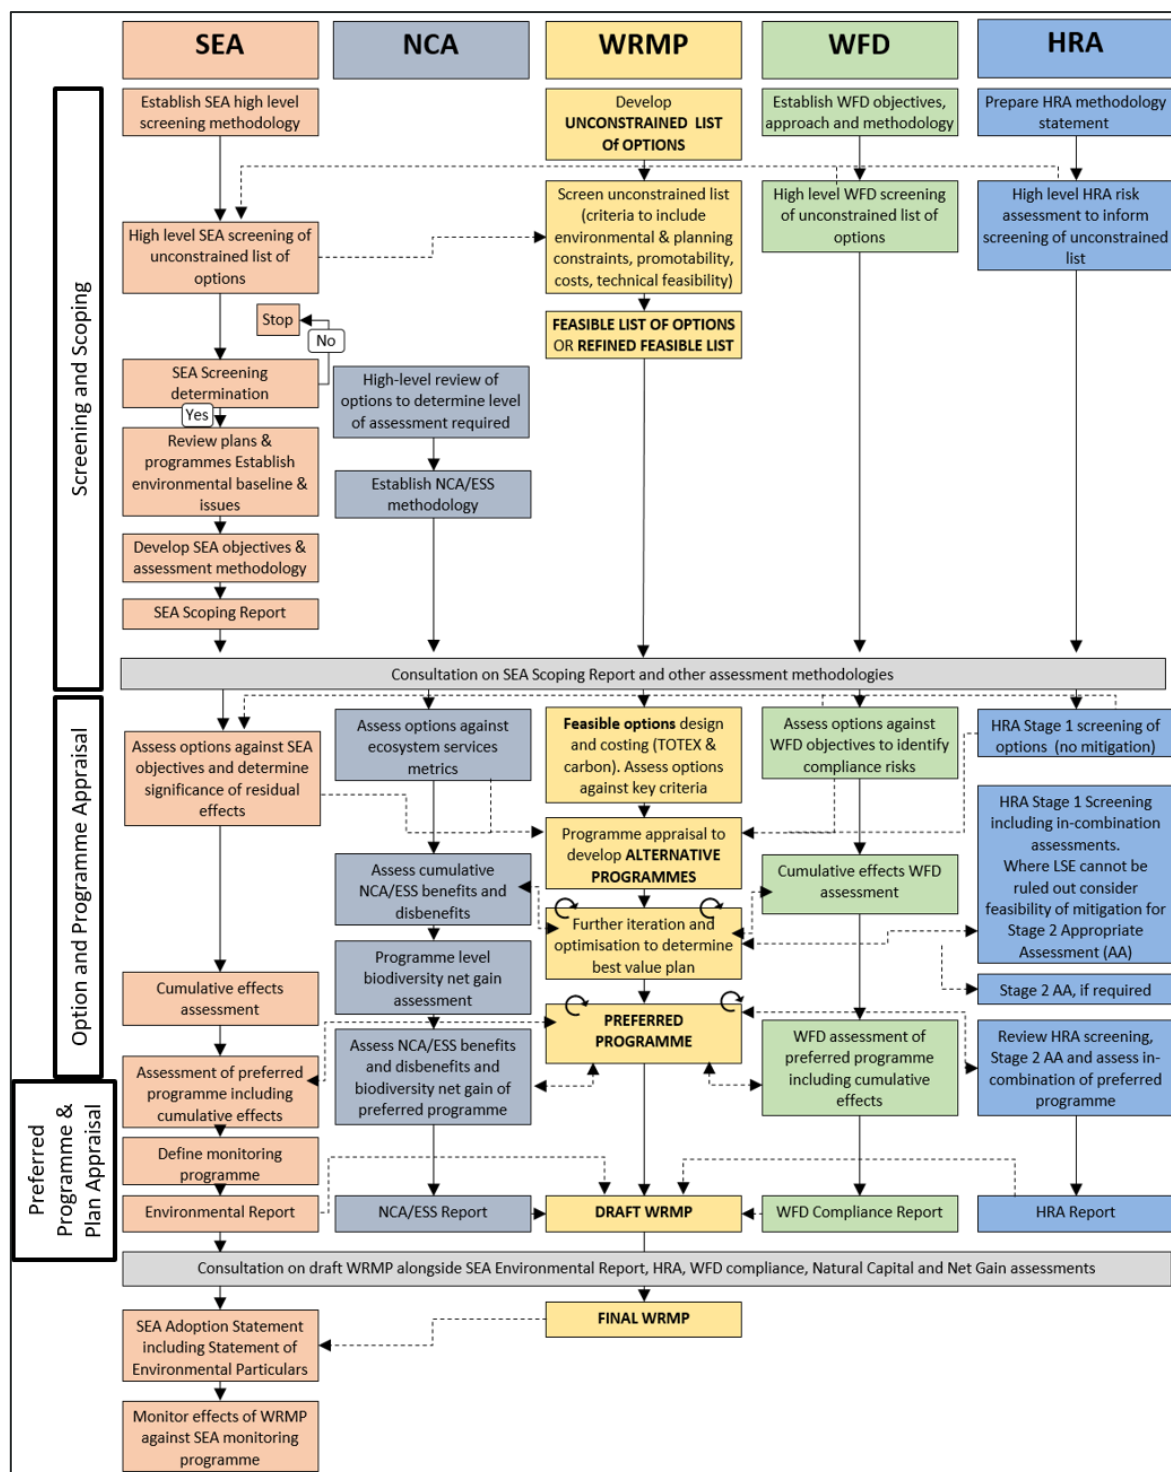 SEA
NCA
WRMP
WFD
HRA
Screening and Scoping
Establish SEA high level
screening methodology
Develop
UNCONSTRAINED LIST
Of OPTIONS
Establish WFD objectives,
approach and methodology
Prepare HRA methodology
statement
High level SEA screening of
unconstrained list of
options
Screen unconstrained list
(criteria to include
environmental & planning
constraints, promotability,
costs, technical feasibility)
High level WFD screening
of unconstrained list of
options
High level HRA risk
assessment to inform
screening of unconstrained
list
Stop
No
FEASIBLE LIST OF OPTIONS
OR REFINED FEASIBLE LIST
SEA Screening
determination
Yes
High-level review of
options to determine level
of assessment required
Review plans &
programmes Establish
environmental baseline &
issues
Establish NCA/ESS
methodology
Develop SEA objectives &
assessment methodology
SEA Scoping Report
Consultation on SEA Scoping Report and other assessment methodologies
Option and Programme Appraisal
Assess options against SEA
objectives and determine
significance of residual
effects
Assess options against
ecosystem services
metrics
Feasible options design
and costing (TOTEX &
carbon). Assess options
against key criteria
Assess options against
WFD objectives to identify
compliance risks
HRA Stage 1 screening of
options (no mitigation)
Programme appraisal to
develop ALTERNATIVE
PROGRAMMES
HRA Stage 1 Screening
including in-combination
assessments.
Where LSE cannot be
ruled out consider
feasibility of mitigation for
Stage 2 Appropriate
Assessment (AA)
Assess cumulative
NCA/ESS benefits and
disbenefits
Cumulative effects WFD
assessment
Further iteration and
optimisation to determine
best value plan
Programme level
biodiversity net gain
assessment
Cumulative effects
assessment
Stage 2 AA, if required
PREFERRED
PROGRAMME
Assess NCA/ESS benefits
and disbenefits and
biodiversity net gain of
preferred programme
WFD assessment of
preferred programme
including cumulative
effects
Review HRA screening,
Stage 2 AA and assess in-
combination of preferred
programme
Preferred
Programme &
Plan Appraisal
Assessment of preferred
programme including
cumulative effects
Define monitoring
programme
Environmental Report
NCA/ESS Report
DRAFT WRMP
WFD Compliance Report
HRA Report
Consultation on draft WRMP alongside SEA Environmental Report, HRA, WFD compliance, Natural Capital and Net Gain assessments
SEA Adoption Statement
including Statement of
Environmental Particulars
FINAL WRMP
Monitor effects of WRMP
against SEA monitoring
programme